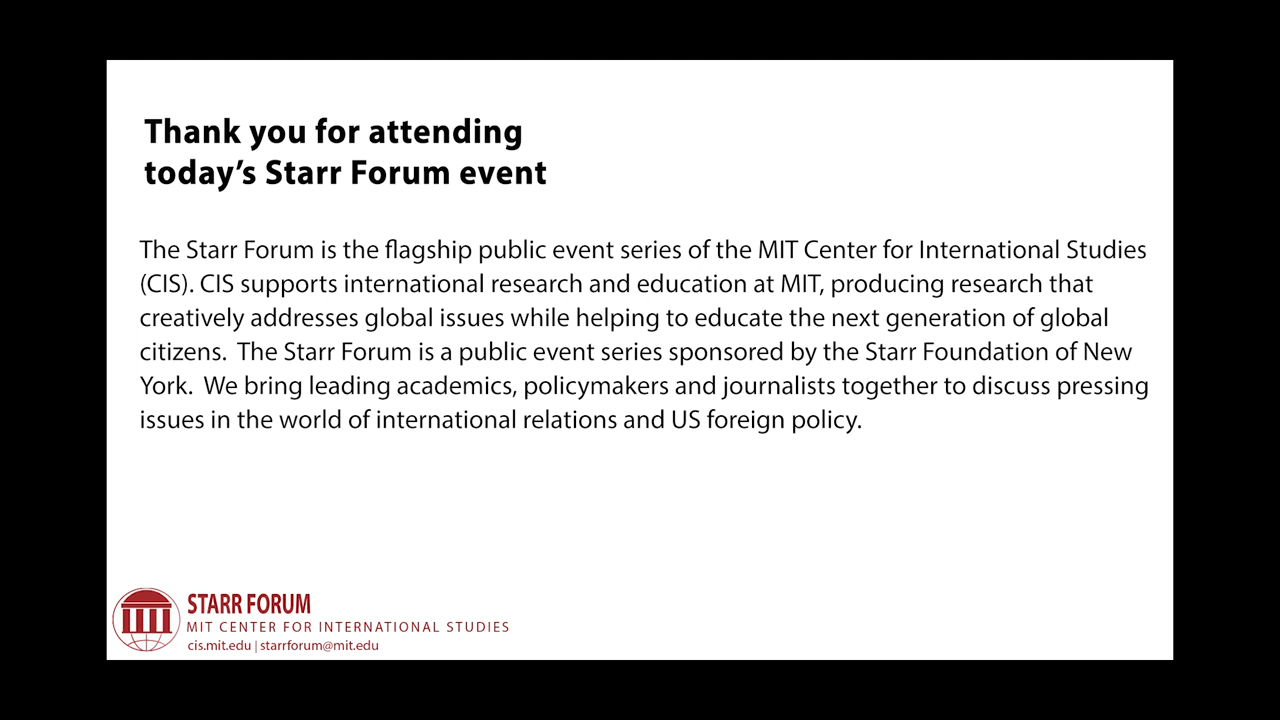 Thank you for attending
today’s Starr Forum event
The Starr Forum is the flagship public event series of the MIT Center for International Studies
(CIS). CIS supports international research and education at MIT, producing research that
creatively addresses global issues while helping to educate the next generation of global
citizens.  The Starr Forum is a public event series sponsored by the Starr Foundation of New
York.  We bring leading academics, policymakers and journalists together to discuss pressing
issues in the world of international relations and US foreign policy.
STARR FORUM
MIT CENTER FOR INTERNATIONAL STUDIES
cis.mit.edu | starrforum@mit.edu